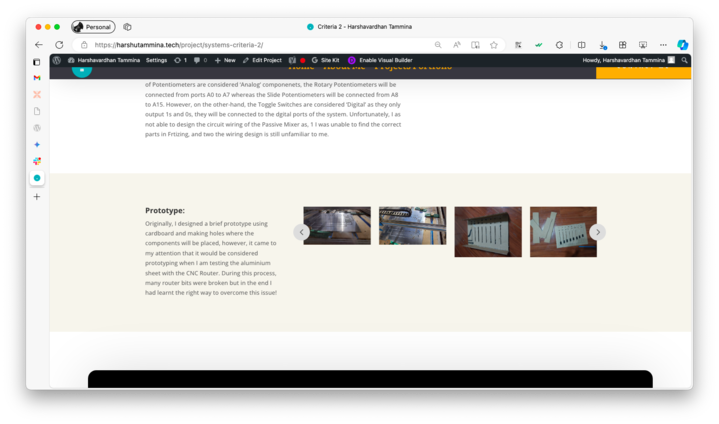 Personal
Criteria 2 - Harshavardhan Tammina
https://harshutammina.tech/project/systems-criteria-2/
Harshavardhan Tammina Settings 1 0 New Edit Project Site Kit Enable Visual Builder Howdy, Harshavardhan Tammina
Home About Me Projects Portfolio
of Potentiometers are considered 'Analog' componenets, the Rotary Potentiometers will be
connected from ports A0 to A7 whereas the Slide Potentiometers will be connected from A8
to A15. However, on the other-hand, the Toggle Switches are considered 'Digital' as they only
output 1s and 0s, they will be connected to the dgital ports of the system. Unfortunately, I as
not able to design the circuit wiring of the Passive Mixer as, 1 I was unable to find the correct
parts in Frtizing, and two the wiring design is still unfamiliar to me.
Prototype:
Originally, I designed a brief prototype using
cardboard and making holes where the
components will be placed, however, it came to
my attention that it would be considered
prototyping when I am testing the aluminium
sheet with the CNC Router. During this process,
many router bits were broken but in the end I
had learnt the right way to overcome this issue!